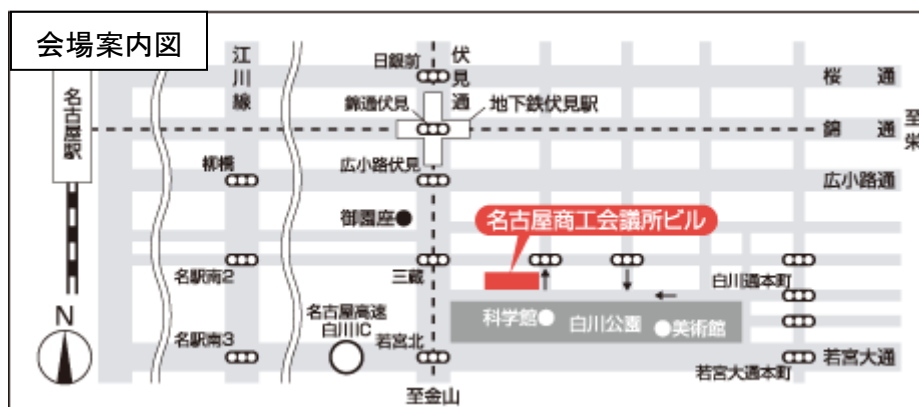 会場案内図
名古屋駅
江川線
日銀前
伏見通
桜通
錦通伏見
地下鉄伏見駅
錦通
至栄
柳橋
広小路伏見
広小路通
御園座
名古屋商工会議所ビル
名駅南2
三蔵
白川通本町
N
名古屋高速
白川IC
科学館
白川公園
美術館
名駅南3
若宮北
若宮大通
若宮大通本町
至金山